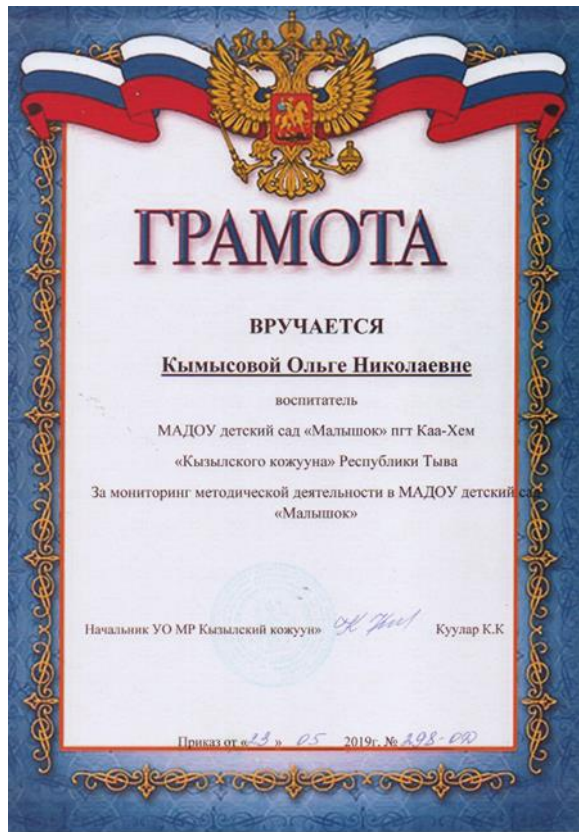 ГРАМОТА
ВРУЧАЕТСЯ
Кымысовой Ольге Николаевне
воспитатель
МАДОУ детский сад «Малышок» пгт Каа-Хем
«Кызылского кожууна» Республики Тыва
За мониторинг методической деятельности в МАДОУ детский сад
«Малышок»
Начальник УО МР Кызылский кожуун» Куулар К.К
Приказ от «23» 05 2019г. № 298-ОД